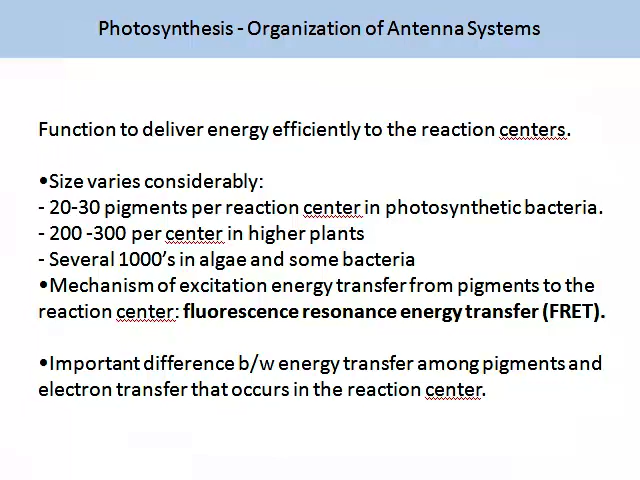 Photosynthesis - Organization of Antenna Systems
Function to deliver energy efficiently to the reaction centers.
•Size varies considerably:
- 20-30 pigments per reaction center in photosynthetic bacteria.
- 200 -300 per center in higher plants
- Several 1000’s in algae and some bacteria
•Mechanism of excitation energy transfer from pigments to the
reaction center: fluorescence resonance energy transfer (FRET).
•Important difference b/w energy transfer among pigments and
electron transfer that occurs in the reaction center.